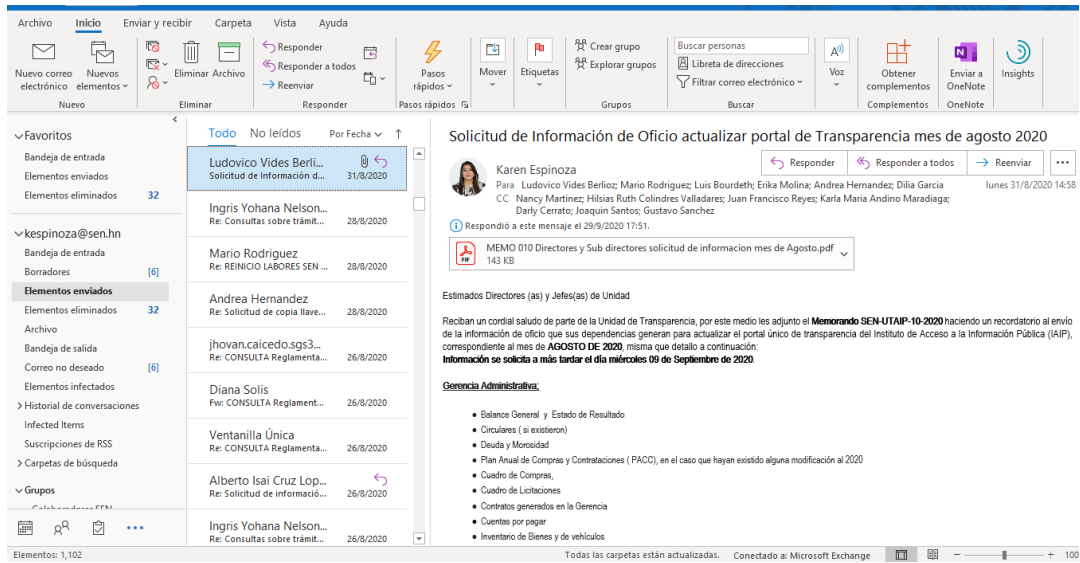 Archivo Inicio Enviar y recibir Carpeta Vista Ayuda
Nuevo correo electrónico
Nuevos elementos
Nuevo
Eliminar Archivo
Eliminar
Responder
Responder a todos
Reenviar
Responder
Pasos rápidos
Pasos rápidos
Mover
Etiquetas
Crear grupo
Explorar grupos
Grupos
Buscar personas
Libreta de direcciones
Filtrar correo electrónico
Buscar
Voz
Obtener complementos
Complementos
Enviar a OneNote
OneNote
Insights
Favoritos
Bandeja de entrada
Elementos enviados
Elementos eliminados 32
kespinoza@sen.hn
Bandeja de entrada
Borradores [6]
Elementos enviados
Elementos eliminados 32
Archivo
Bandeja de salida
Correo no deseado [6]
Elementos infectados
Historial de conversaciones
Infected Items
Suscripciones de RSS
Carpetas de búsqueda
Grupos
Colaboradores SEN
Todo No leídos Por Fecha
Ludovico Vides Berli...
Solicitud de Información d... 31/8/2020
Ingris Yohana Nelson...
Re: Consultas sobre trámit... 28/8/2020
Mario Rodriguez
Re: REINICIO LABORES SEN ... 28/8/2020
Andrea Hernandez
Re: Solicitud de copia llave... 28/8/2020
jhovan.caicedo.sgs3...
Re: CONSULTA Reglament... 26/8/2020
Diana Solis
Fw: CONSULTA Reglament... 26/8/2020
Ventanilla Única
Re: CONSULTA Reglamenta... 26/8/2020
Alberto Isai Cruz Lop...
Re: Solicitud de informació... 26/8/2020
Ingris Yohana Nelson...
Re: Consultas sobre trámit... 26/8/2020
Solicitud de Información de Oficio actualizar portal de Transparencia mes de agosto 2020
Karen Espinoza
Responder Responder a todos Reenviar
Para Ludovico Vides Berlioz; Mario Rodriguez; Luis Bourdeth; Erika Molina; Andrea Hernandez; Dilia Garcia lunes 31/8/2020 14:58
CC Nancy Martinez; Hilsias Ruth Colindres Valladares; Juan Francisco Reyes; Karla Maria Andino Maradiaga;
Darly Cerrato; Joaquin Santos; Gustavo Sanchez
Respondió a este mensaje el 29/9/2020 17:51.
MEMO 010 Directores y Sub directores solicitud de informacion mes de Agosto.pdf
PDF 143 KB
Estimados Directores (as) y Jefes(as) de Unidad
Reciban un cordial saludo de parte de la Unidad de Transparencia, por este medio les adjunto el Memorando SEN-UTAIP-10-2020 haciendo un recordatorio al envío
de la información de oficio que sus dependencias generan para actualizar el portal único de transparencia del Instituto de Acceso a la Información Pública (IAIP),
correspondiente al mes de AGOSTO DE 2020, misma que detallo a continuación:
Información se solicita a más tardar el día miércoles 09 de Septiembre de 2020.
Gerencia Administrativa;
Balance General y Estado de Resultado
Circulares ( si existieron)
Deuda y Morosidad
Plan Anual de Compras y Contrataciones ( PACC), en el caso que hayan existido alguna modificación al 2020
Cuadro de Compras,
Cuadro de Licitaciones
Contratos generados en la Gerencia
Cuentas por pagar
Inventario de Bienes y de vehículos
Elementos: 1,102 Todas las carpetas están actualizadas. Conectado a: Microsoft Exchange 100